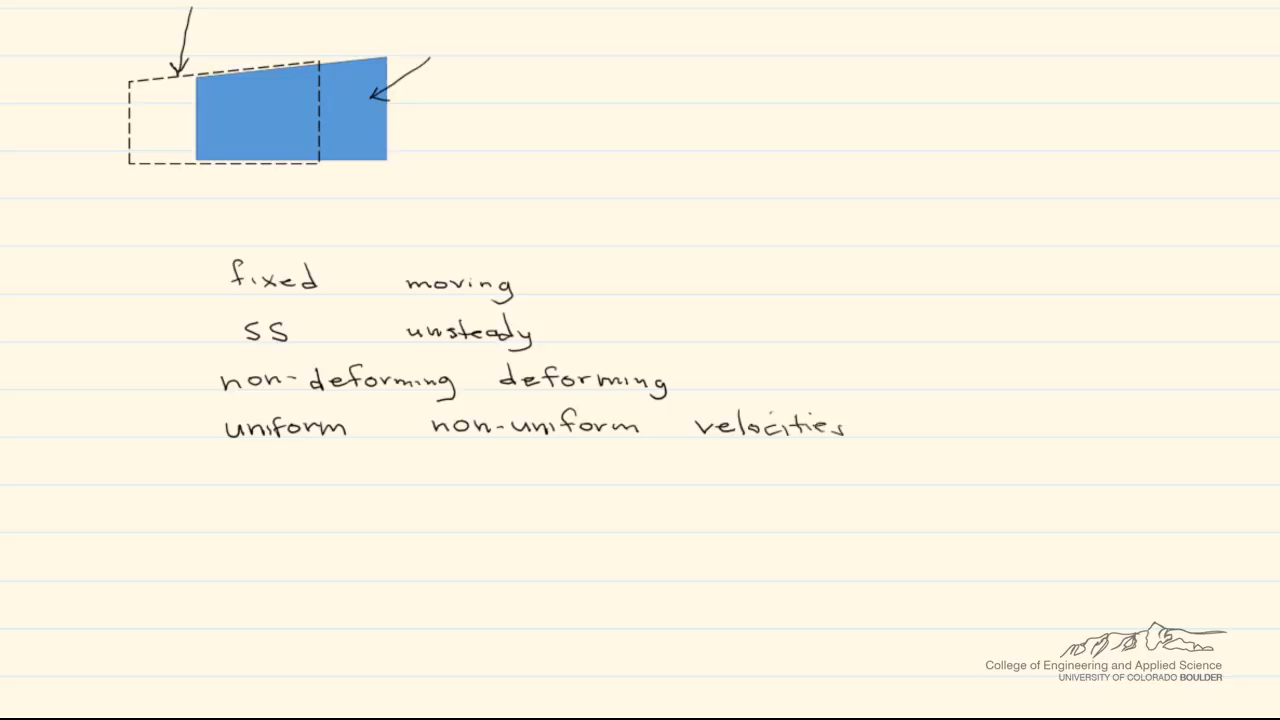 fixed moving
SS unsteady
non-deforming deforming
uniform non-uniform velocities
College of Engineering and Applied Science
UNIVERSITY OF COLORADO BOULDER